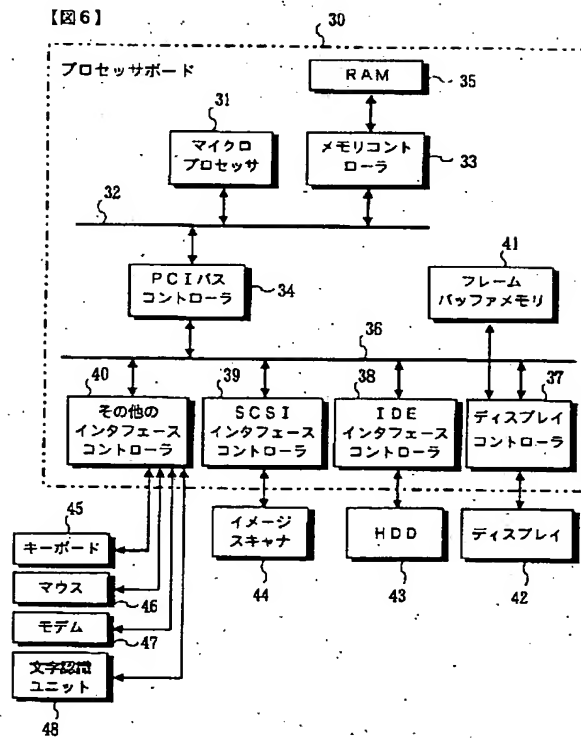 【図6】
30
プロセッサボード
RAM
35
31
マイクロ
プロセッサ
メモリコント
ローラ
33
32
PCIバス
コントローラ
34
41
フレーム
バッファメモリ
36
40
その他の
インタフェース
コントローラ
39
SCSI
インタフェース
コントローラ
38
IDE
インタフェース
コントローラ
37
ディスプレイ
コントローラ
45
キーボード
マウス
46
モデム
47
文字認識
ユニット
48
イメージ
スキャナ
44
HDD
43
ディスプレイ
42